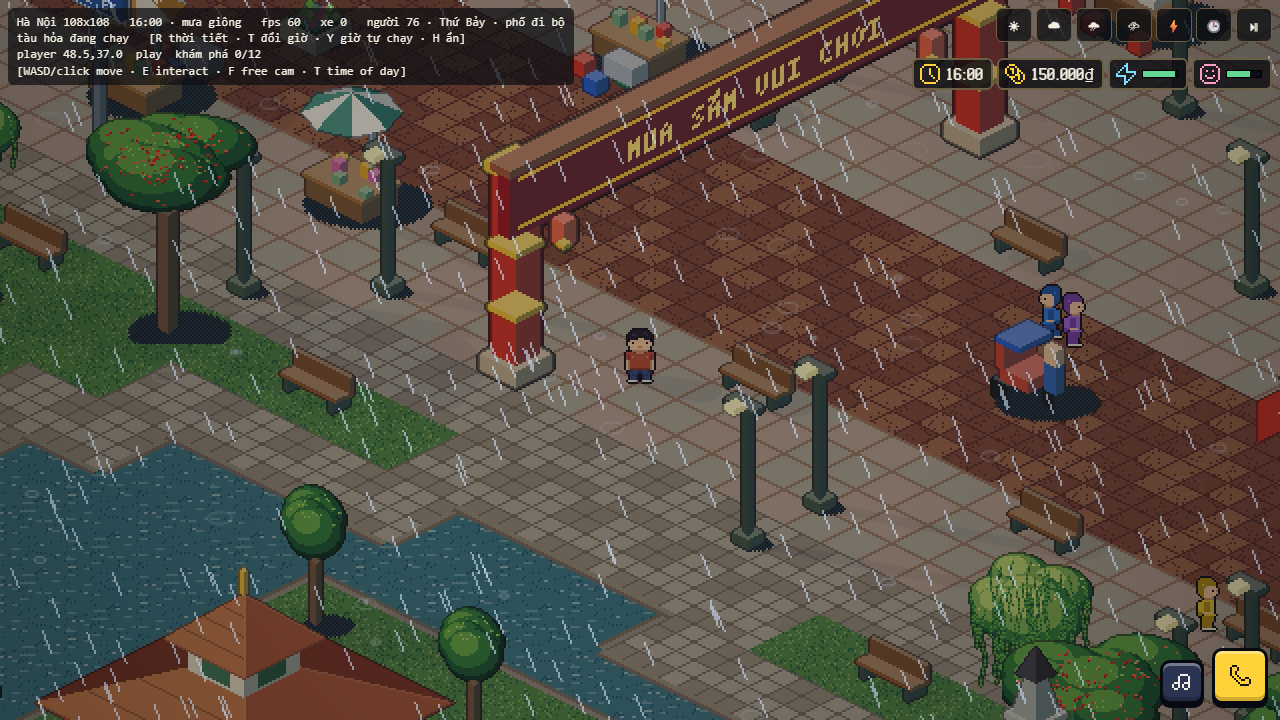 Hà Nội 108x108 · 16:00 · mưa giông fps 60 xe 0 người 76 · Thứ Bảy · phố đi bộ
tàu hỏa đang chạy [R thời tiết · T đổi giờ · Y giờ tự chạy · H ẩn]
player 48.5,37.0 play khám phá 0/12
[WASD/click move · E interact · F free cam · T time of day]
16:00
150.000₫
MUA SẮM VUI CHƠI